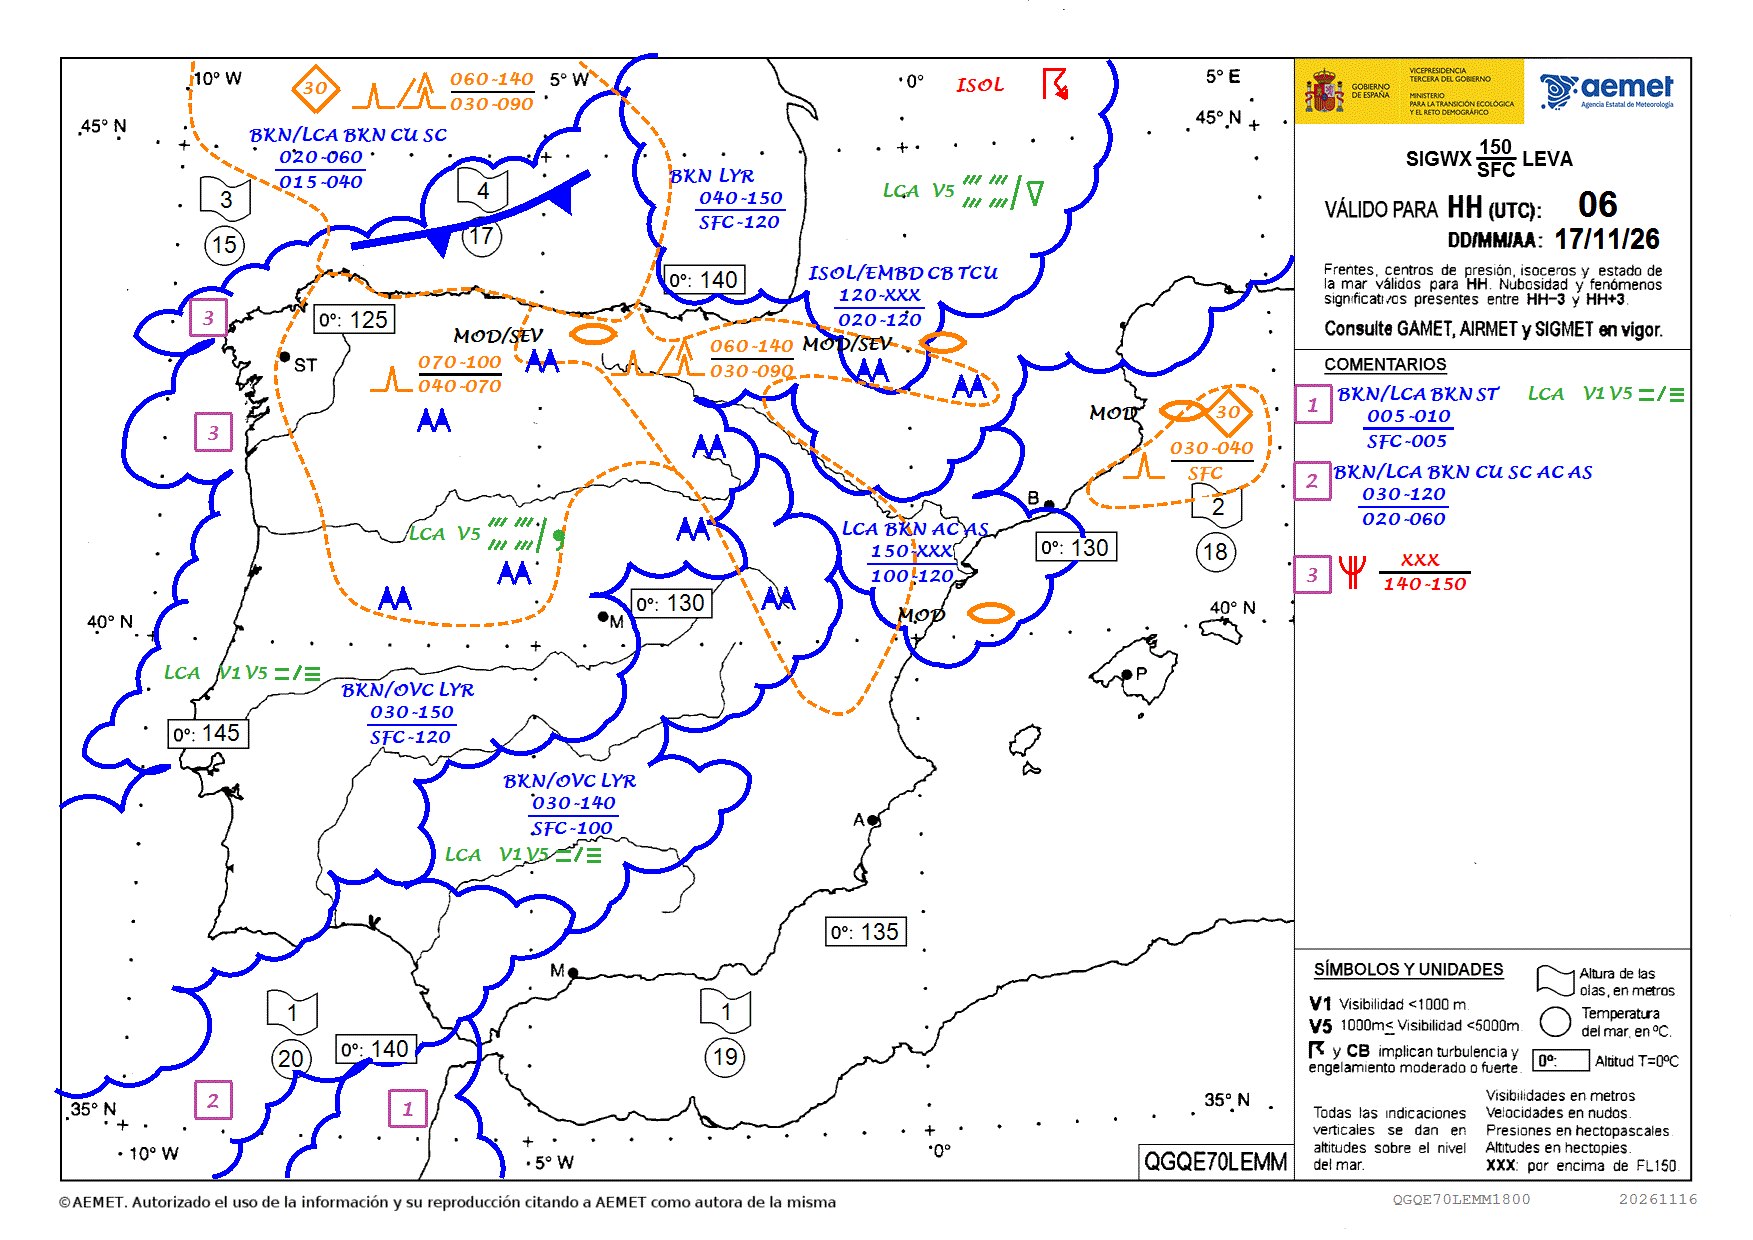 10° W
30
060-140
030-090
5° W
0°
ISOL
5° E
45° N
45° N
BKN/LCA BKN CU SC
020-060
015-040
3
15
4
17
BKN LYR
040-150
SFC-120
LCA V5
0°: 140
ISOL/EMBD CB TCU
120-XXX
020-120
3
0°: 125
MOD/SEV
070-100
040-070
060-140
030-090
MOD/SEV
ST
3
MOD
30
030-040
SFC
2
18
B
0°: 130
LCA V5
LCA BKN AC AS
150-XXX
100-120
MOD
0°: 130
M
40° N
40° N
LCA V1 V5
BKN/OVC LYR
030-150
SFC-120
P
0°: 145
BKN/OVC LYR
030-140
SFC-100
LCA V1 V5
A
0°: 135
M
1
20
0°: 140
1
19
2
1
35° N
35° N
10° W
5° W
0°
QGQE70LEMM
GOBIERNO
DE ESPAÑA
VICEPRESIDENCIA
TERCERA DEL GOBIERNO
MINISTERIO
PARA LA TRANSICIÓN ECOLÓGICA
Y EL RETO DEMOGRÁFICO
aemet
Agencia Estatal de Meteorología
SIGWX 150 LEVA
SFC
VÁLIDO PARA HH (UTC): 06
DD/MM/AA: 17/11/26
Frentes, centros de presión, isoceros y estado de
la mar válidos para HH. Nubosidad y fenómenos
significativos presentes entre HH-3 y HH+3.
Consulte GAMET, AIRMET y SIGMET en vigor.
COMENTARIOS
1 BKN/LCA BKN ST LCA V1 V5
005-010
SFC-005
2 BKN/LCA BKN CU SC AC AS
030-120
020-060
3 XXX
140-150
SÍMBOLOS Y UNIDADES
V1 Visibilidad <1000 m.
V5 1000m≤ Visibilidad <5000m.
y CB implican turbulencia y
engelamiento moderado o fuerte.
Altura de las
olas, en metros
Temperatura
del mar, en ºC.
0º: Altitud T=0ºC
Todas las indicaciones
verticales se dan en
altitudes sobre el nivel
del mar.
Visibilidades en metros
Velocidades en nudos.
Presiones en hectopascales
Altitudes en hectopies.
XXX: por encima de FL150.
©AEMET. Autorizado el uso de la información y su reproducción citando a AEMET como autora de la misma
QGQE70LEMM1800 20261116